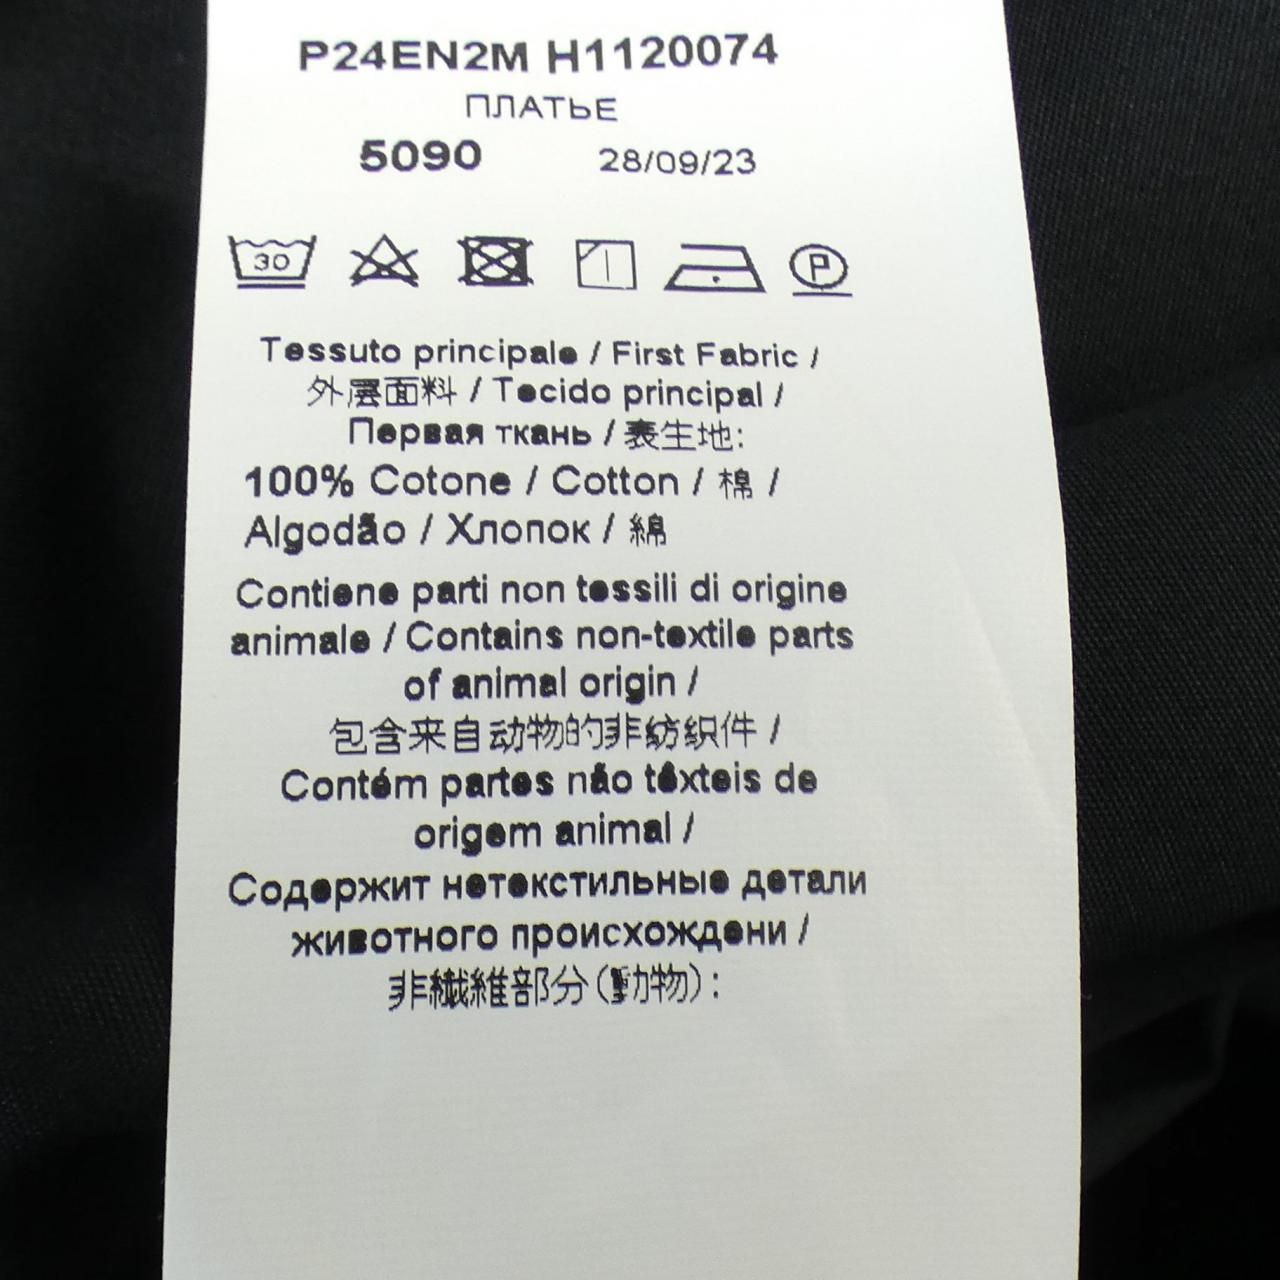 P24EN2M H1120074
ПЛАТЬЕ
5090 28/09/23
30 P
Tessuto principale / First Fabric /
外层面料 / Tecido principal /
Первая ткань / 表生地:
100% Cotone / Cotton / 棉 /
Algodão / Хлопок / 綿
Contiene parti non tessili di origine
animale / Contains non-textile parts
of animal origin /
包含来自动物的非纺织件 /
Contém partes não têxteis de
origem animal /
Содержит нетекстильные детали
животного происхождени /
非繊維部分(動物):